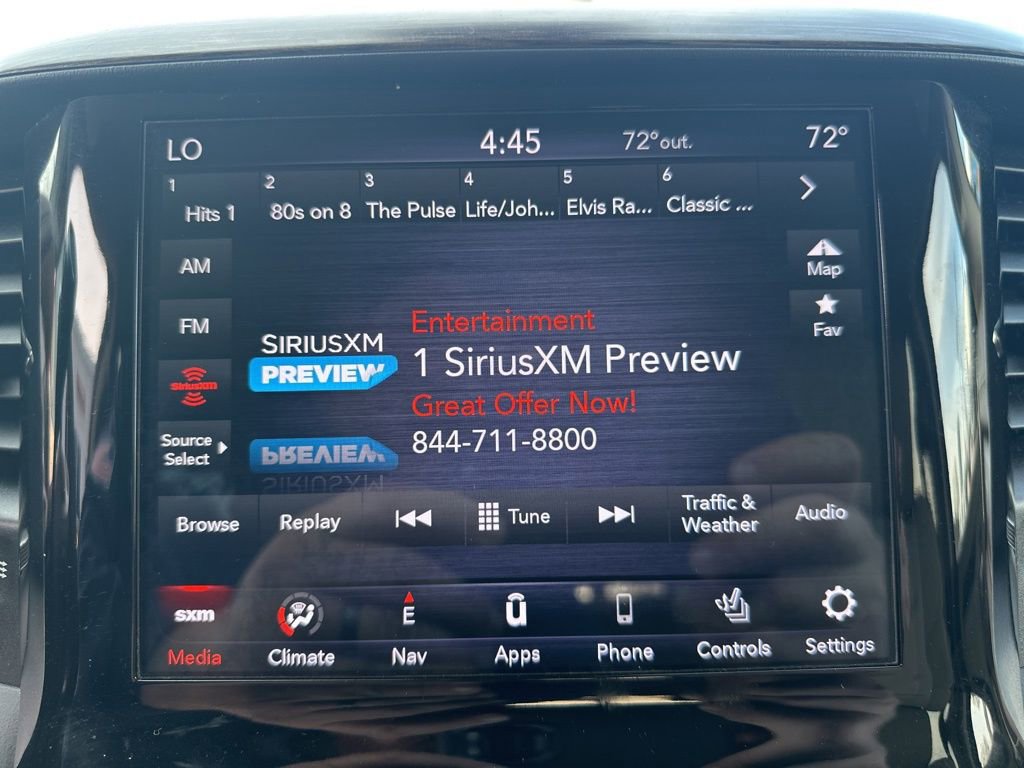 LO 4:45 72°out. 72°
1 2 3 4 5 6
Hits 1 80s on 8 The Pulse Life/Joh... Elvis Ra... Classic ...
AM
Map
FM
Fav
SiriusXM
Source
Select
SIRIUSXM
PREVIEW
Entertainment
1 SiriusXM Preview
Great Offer Now!
844-711-8800
PREVIEW
SIRIUSXM
Browse Replay Tune Traffic &
Weather Audio
sxm E
Media Climate Nav Apps Phone Controls Settings